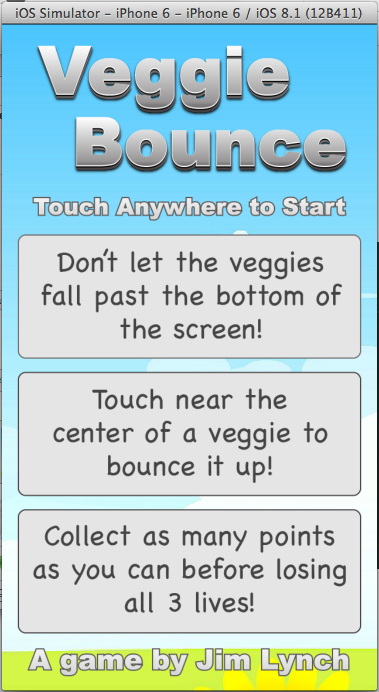 iOS Simulator – iPhone 6 – iPhone 6 / iOS 8.1 (12B411)
Veggie
Bounce
Touch Anywhere to Start
Don't let the veggies
fall past the bottom of
the screen!
Touch near the
center of a veggie to
bounce it up!
Collect as many points
as you can before losing
all 3 lives!
A game by Jim Lynch